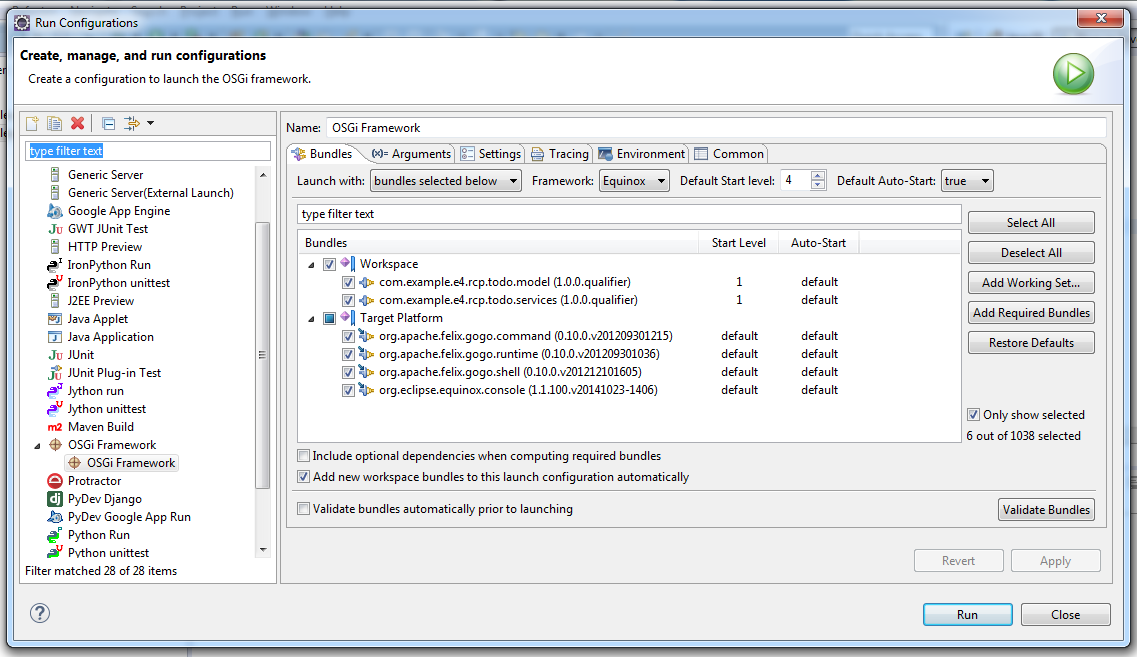 Run Configurations
Create, manage, and run configurations
Create a configuration to launch the OSGi framework.
type filter text
Generic Server
Generic Server(External Launch)
Google App Engine
Ju GWT JUnit Test
HTTP Preview
IronPython Run
IronPython unittest
J2EE Preview
Java Applet
Java Application
Ju JUnit
JUnit Plug-in Test
Jython run
Jython unittest
m2 Maven Build
OSGi Framework
OSGi Framework
Protractor
dj PyDev Django
PyDev Google App Run
Python Run
Python unittest
Filter matched 28 of 28 items
Name: OSGi Framework
Bundles (x)= Arguments Settings Tracing Environment Common
Launch with: bundles selected below Framework: Equinox Default Start level: 4 Default Auto-Start: true
type filter text
Bundles Start Level Auto-Start
Workspace
com.example.e4.rcp.todo.model (1.0.0.qualifier) 1 default
com.example.e4.rcp.todo.services (1.0.0.qualifier) 1 default
Target Platform
org.apache.felix.gogo.command (0.10.0.v201209301215) default default
org.apache.felix.gogo.runtime (0.10.0.v201209301036) default default
org.apache.felix.gogo.shell (0.10.0.v201212101605) default default
org.eclipse.equinox.console (1.1.100.v20141023-1406) default default
Select All
Deselect All
Add Working Set...
Add Required Bundles
Restore Defaults
Only show selected
6 out of 1038 selected
Include optional dependencies when computing required bundles
Add new workspace bundles to this launch configuration automatically
Validate bundles automatically prior to launching
Validate Bundles
Revert Apply
? Run Close